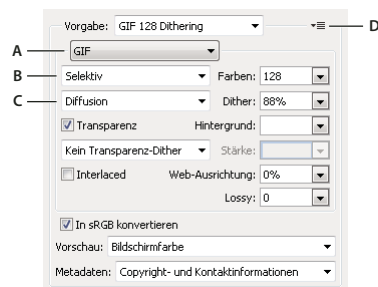 Vorgabe: GIF 128 Dithering D
A GIF
B Selektiv Farben: 128
C Diffusion Dither: 88%
Transparenz Hintergrund:
Kein Transparenz-Dither Stärke:
Interlaced Web-Ausrichtung: 0%
Lossy: 0
In sRGB konvertieren
Vorschau: Bildschirmfarbe
Metadaten: Copyright- und Kontaktinformationen